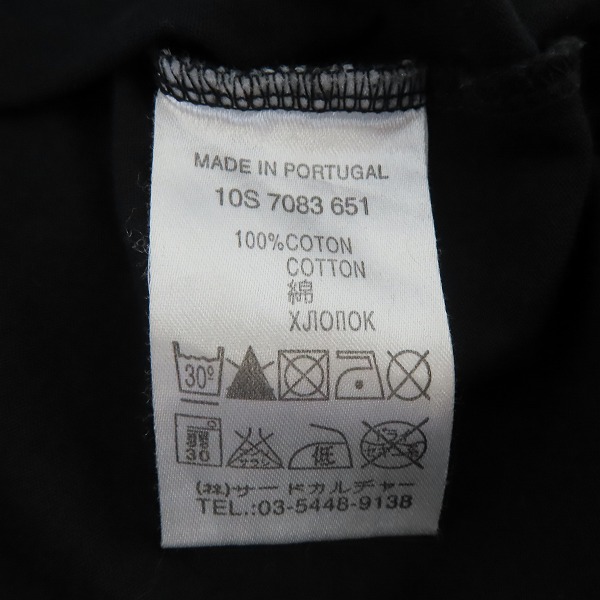 MADE IN PORTUGAL
10S 7083 651
100%COTON
COTTON
綿
ХЛОПОК
30°
30 低
(株)サードカルチャー
TEL.:03-5448-9138